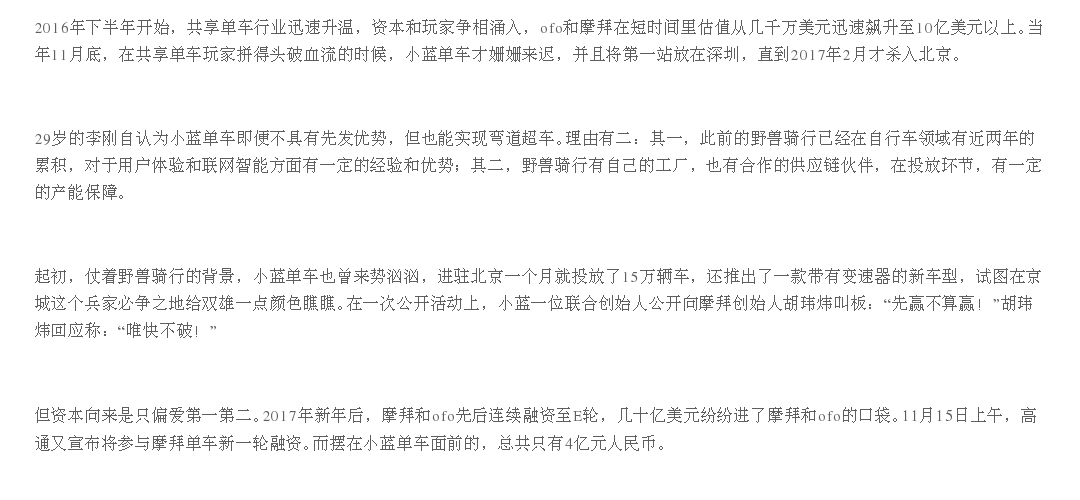 2016年下半年开始，共享单车行业迅速升温，资本和玩家争相涌入，ofo和摩拜在短时间里估值从几千万美元迅速飙升至10亿美元以上。当
年11月底，在共享单车玩家拼得头破血流的时候，小蓝单车才姗姗来迟，并且将第一站放在深圳，直到2017年2月才杀入北京。
29岁的李刚自认为小蓝单车即便不具有先发优势，但也能实现弯道超车。理由有二：其一，此前的野兽骑行已经在自行车领域有近两年的
累积，对于用户体验和联网智能方面有一定的经验和优势；其二，野兽骑行有自己的工厂，也有合作的供应链伙伴，在投放环节，有一定
的产能保障。
起初，仗着野兽骑行的背景，小蓝单车也曾来势汹汹，进驻北京一个月就投放了15万辆车，还推出了一款带有变速器的新车型，试图在京
城这个兵家必争之地给双雄一点颜色瞧瞧。在一次公开活动上，小蓝一位联合创始人公开向摩拜创始人胡玮炜叫板：“先赢不算赢！”胡玮
炜回应称：“唯快不破！”
但资本向来是只偏爱第一第二。2017年新年后，摩拜和ofo先后连续融资至E轮，几十亿美元纷纷进了摩拜和ofo的口袋。11月15日上午，高
通又宣布将参与摩拜单车新一轮融资。而摆在小蓝单车面前的，总共只有4亿元人民币。